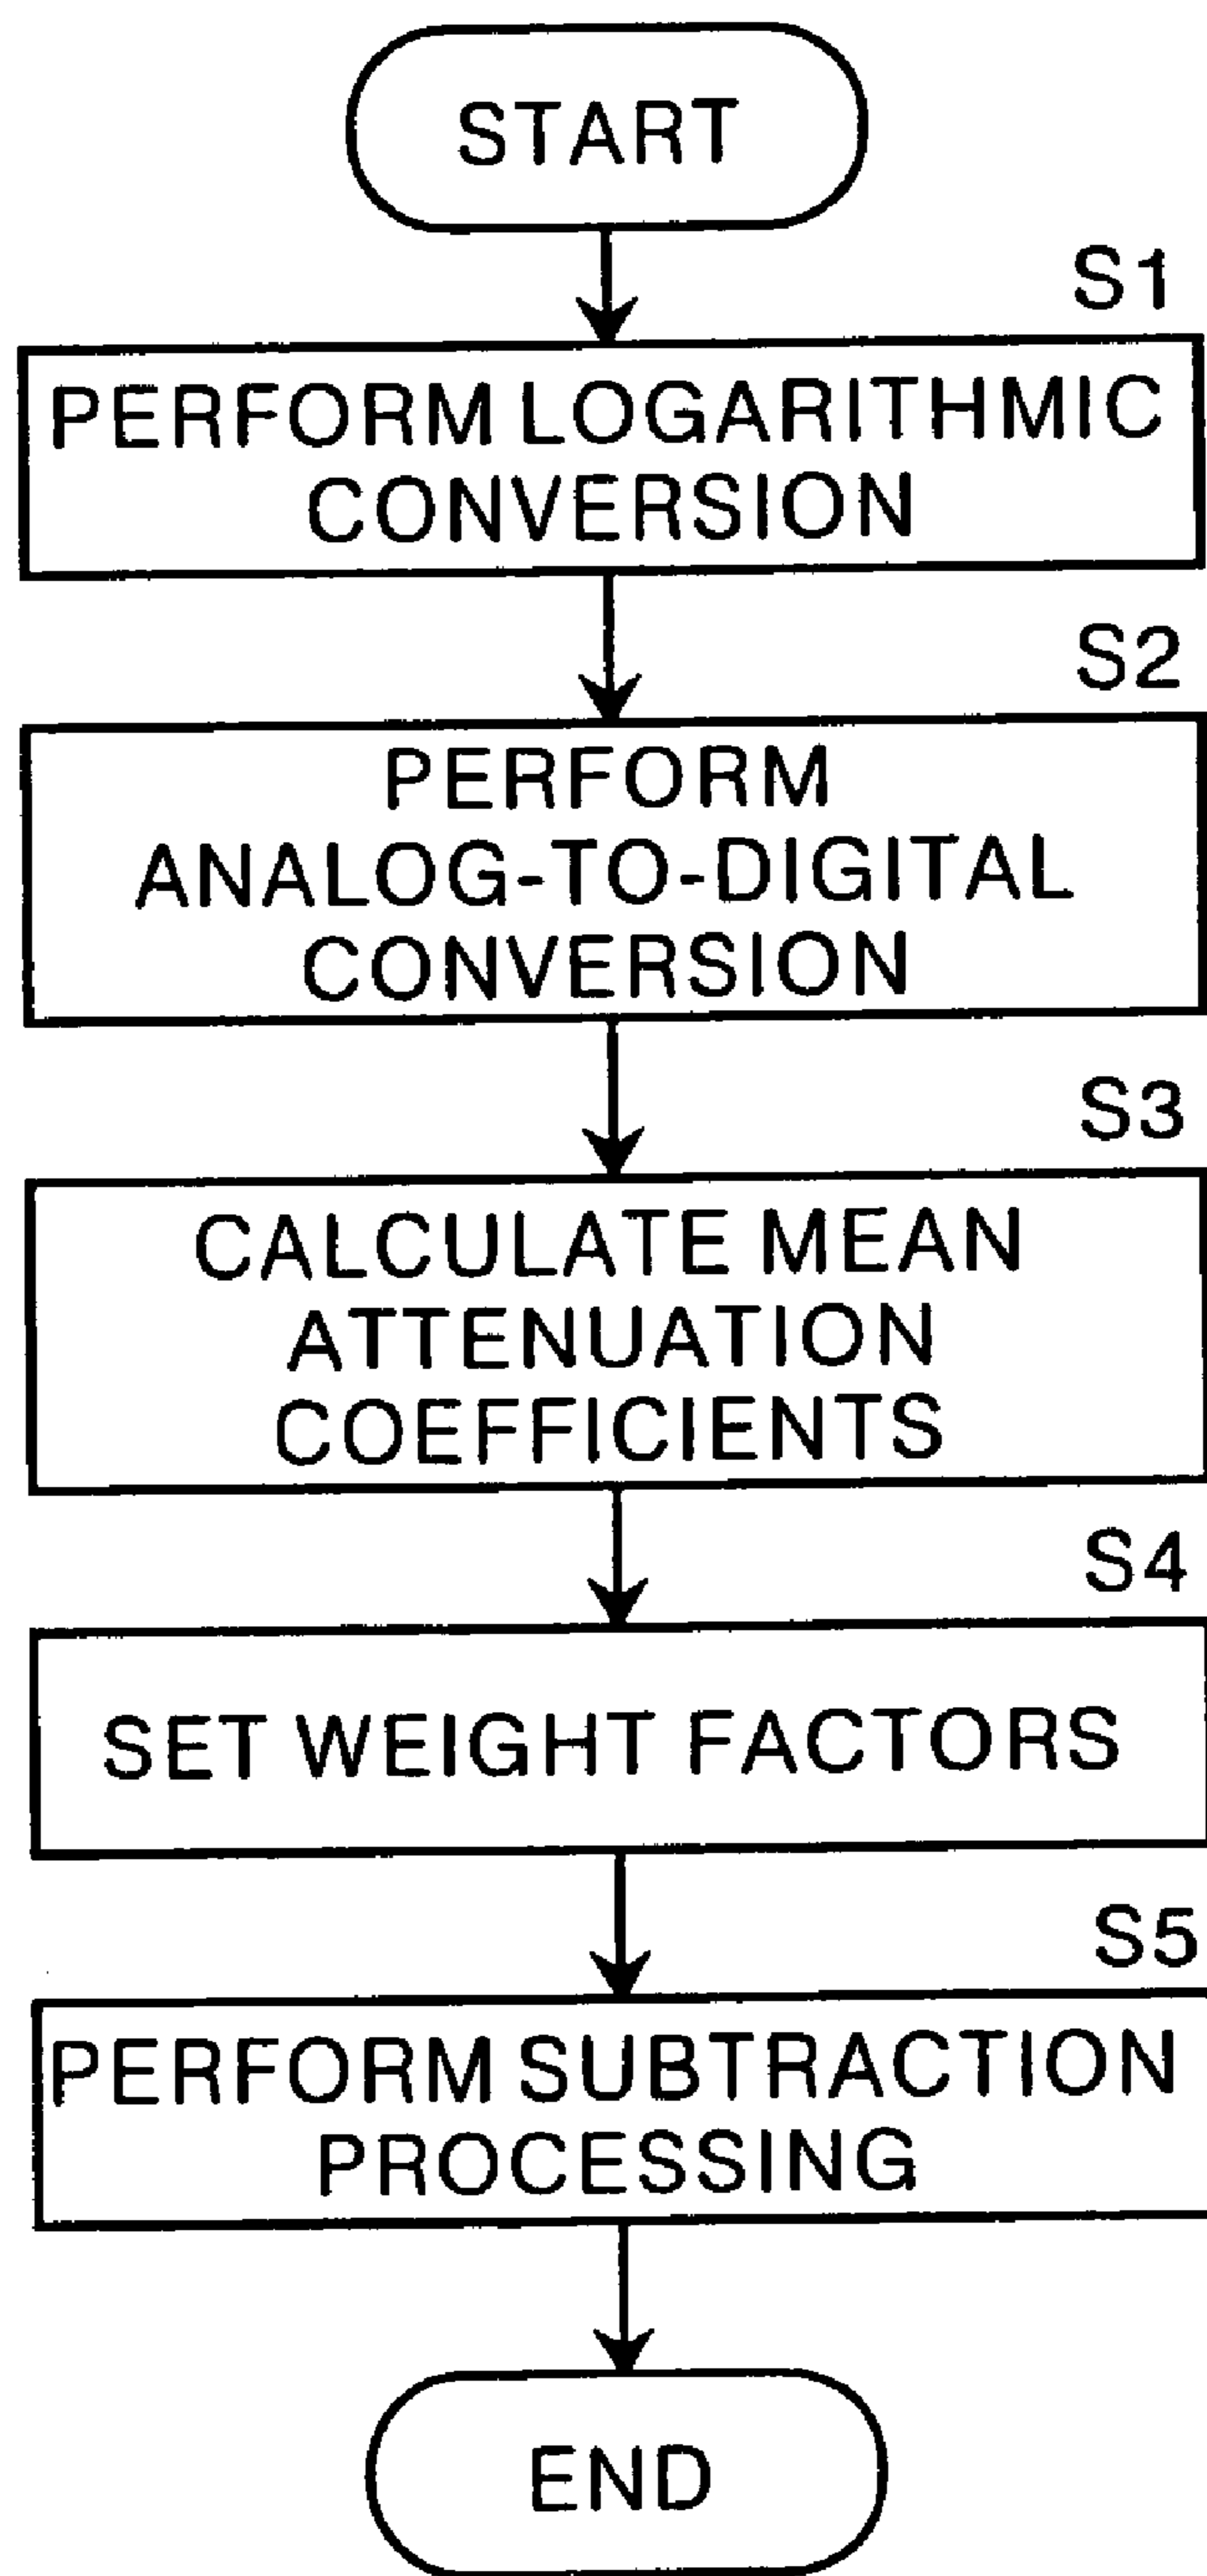 START
S1
PERFORM LOGARITHMIC
CONVERSION
S2
PERFORM
ANALOG-TO-DIGITAL
CONVERSION
S3
CALCULATE MEAN
ATTENUATION
COEFFICIENTS
S4
SET WEIGHT FACTORS
S5
PERFORM SUBTRACTION
PROCESSING
END